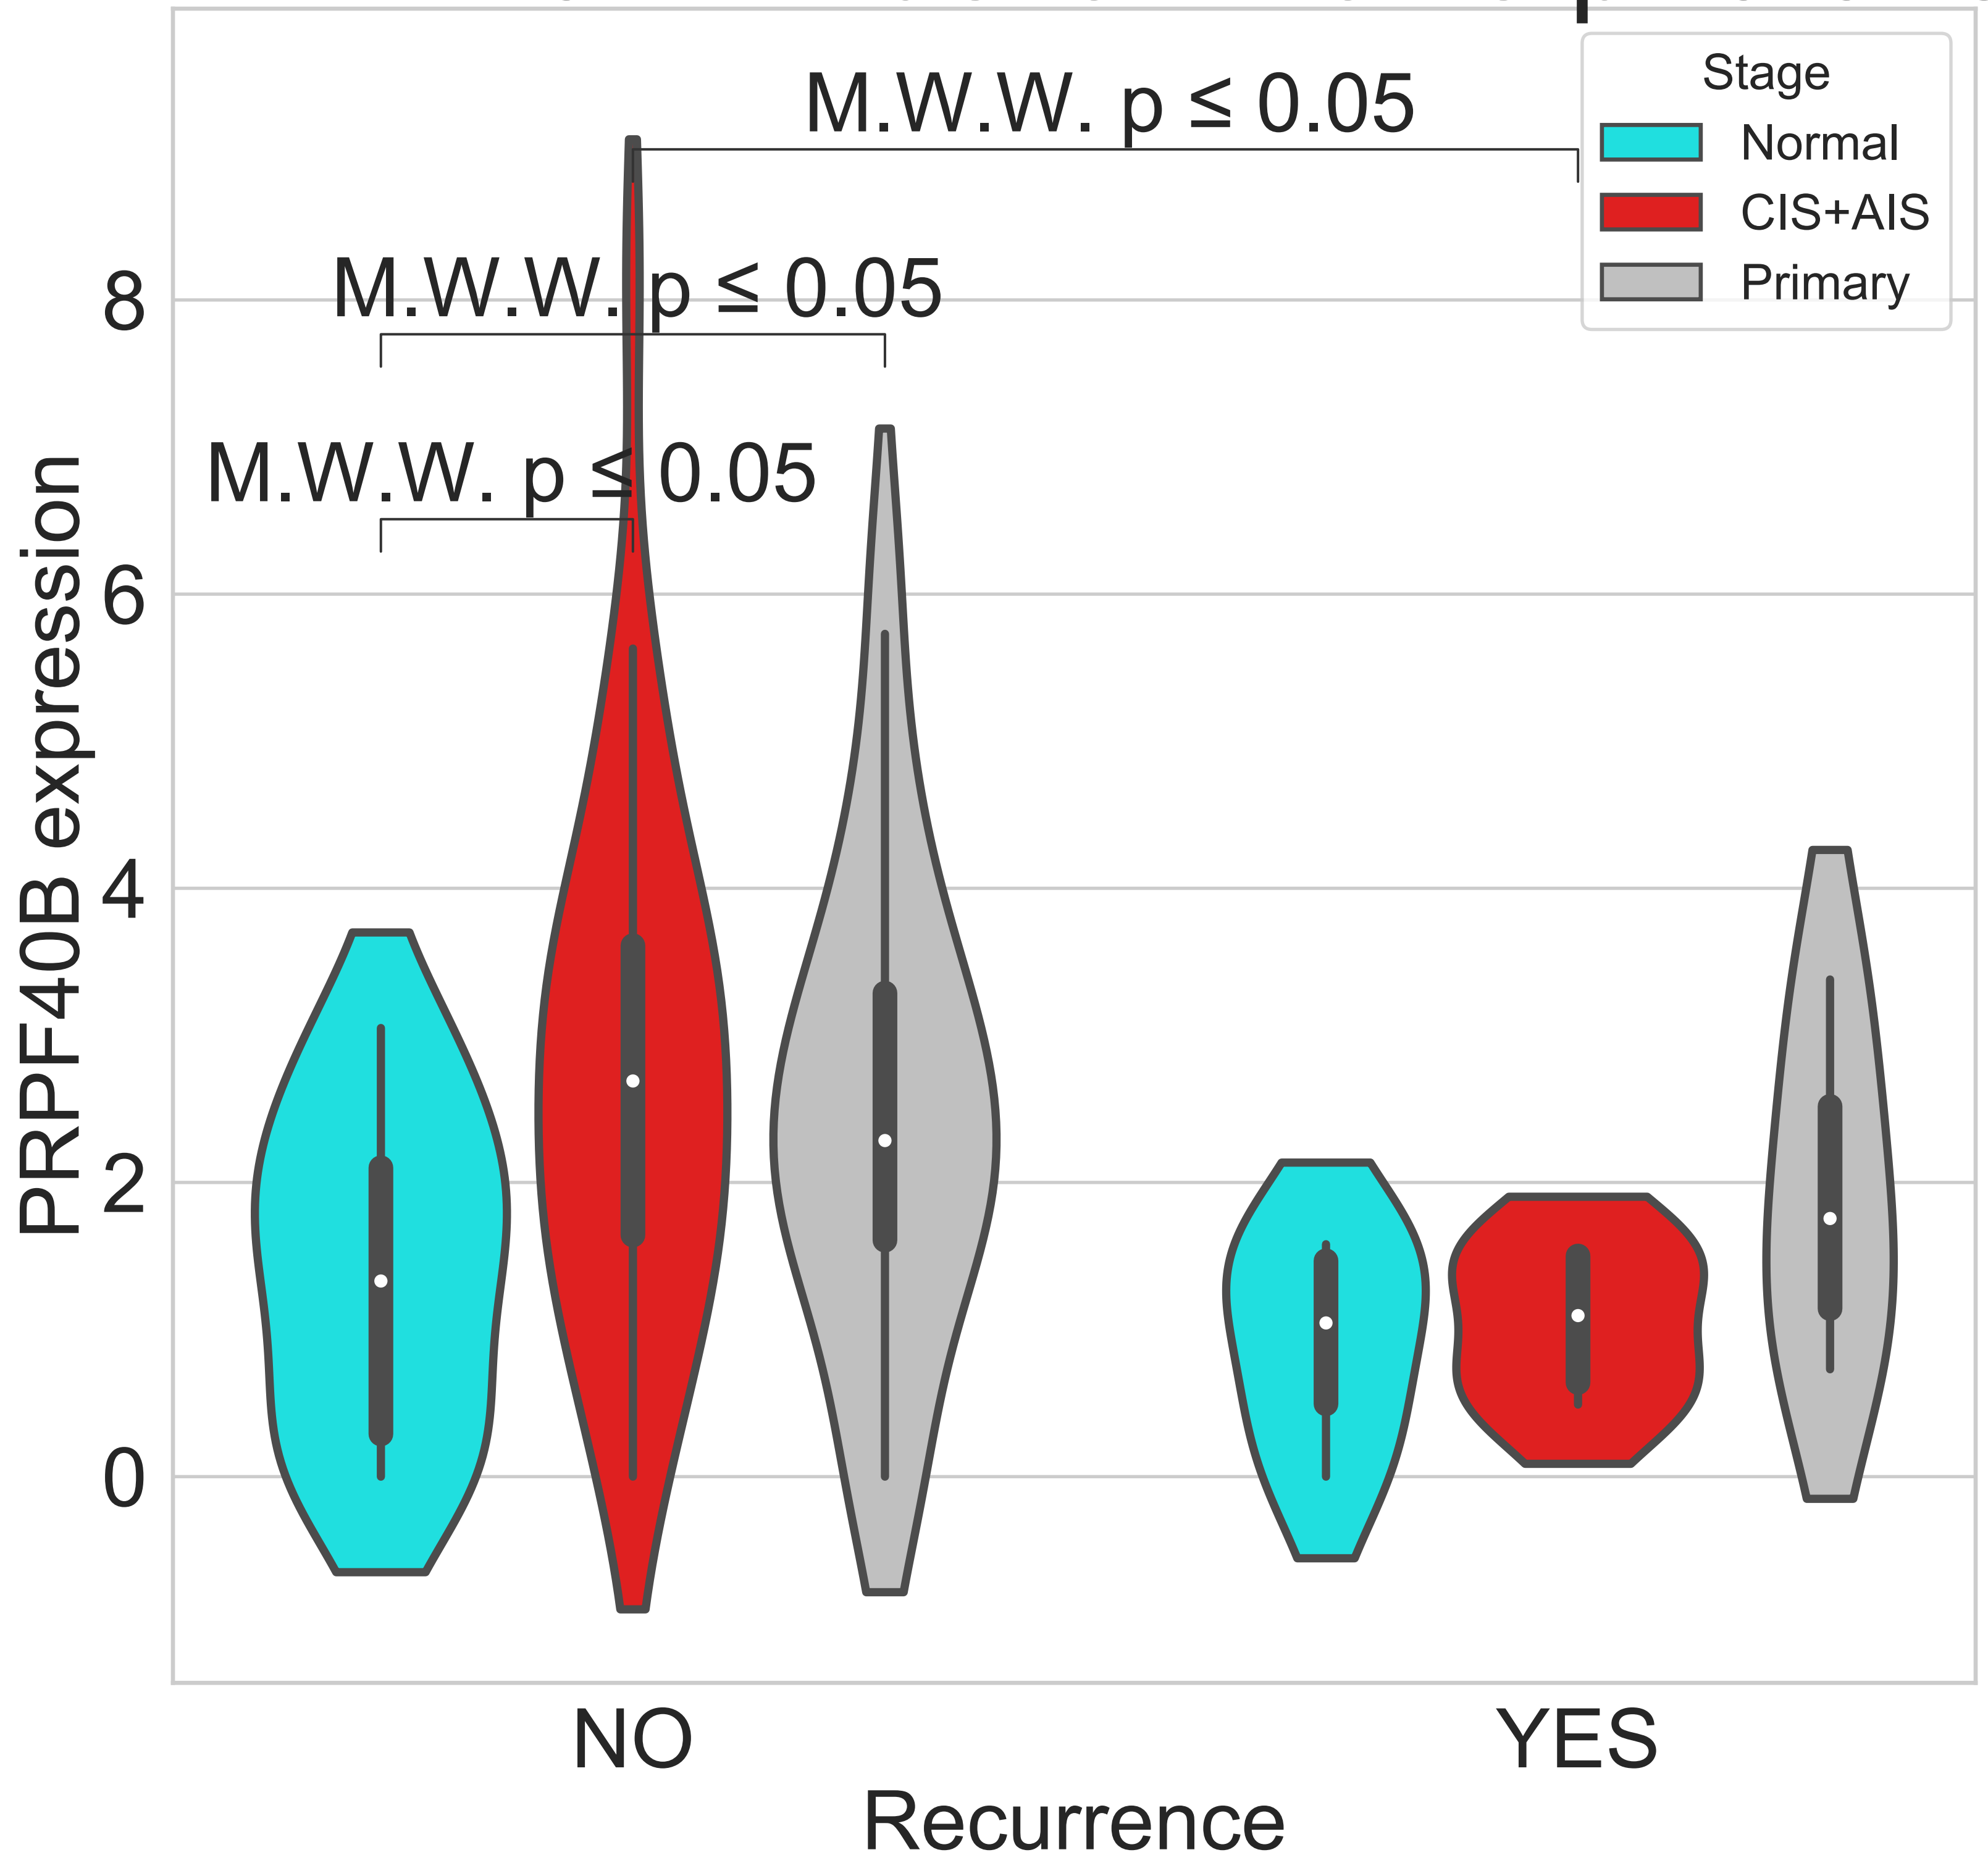 M.W.W. p ≤ 0.05
Stage
Normal
CIS+AIS
Primary
M.W.W. p ≤ 0.05
M.W.W. p ≤ 0.05
8
6
4
2
0
PRPF40B expression
NO
YES
Recurrence